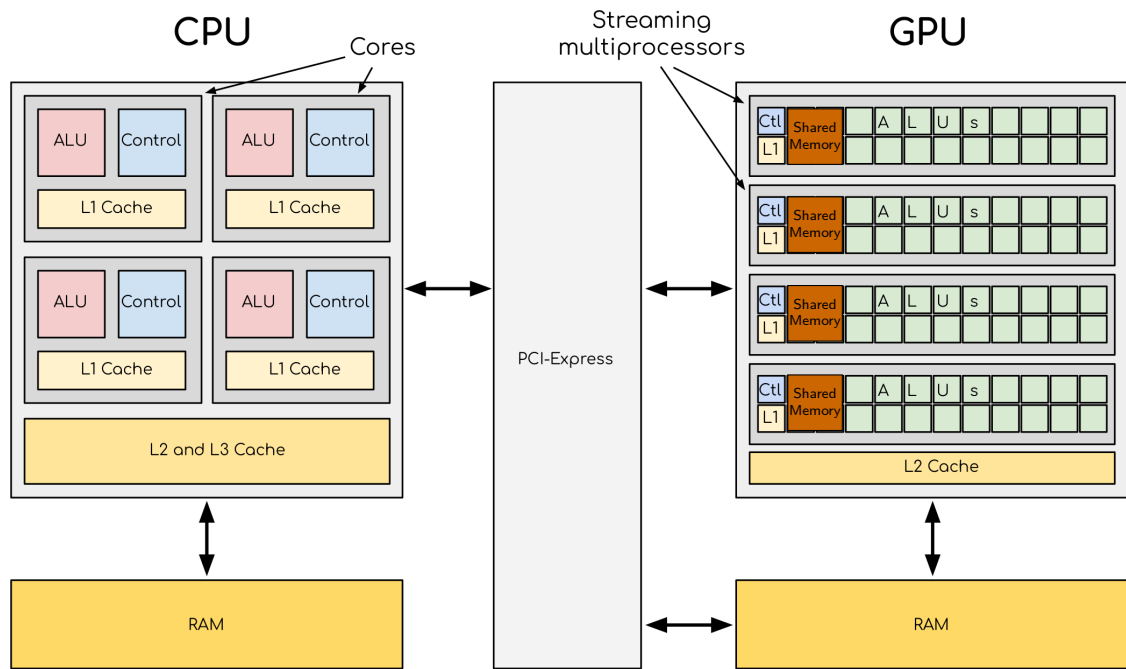 CPU
Cores
Streaming
multiprocessors
GPU
ALU
Control
L1 Cache
ALU
Control
L1 Cache
ALU
Control
L1 Cache
ALU
Control
L1 Cache
L2 and L3 Cache
RAM
PCI-Express
Ctl
L1
Shared
Memory
A L U s
Ctl
L1
Shared
Memory
A L U s
Ctl
L1
Shared
Memory
A L U s
Ctl
L1
Shared
Memory
A L U s
L2 Cache
RAM